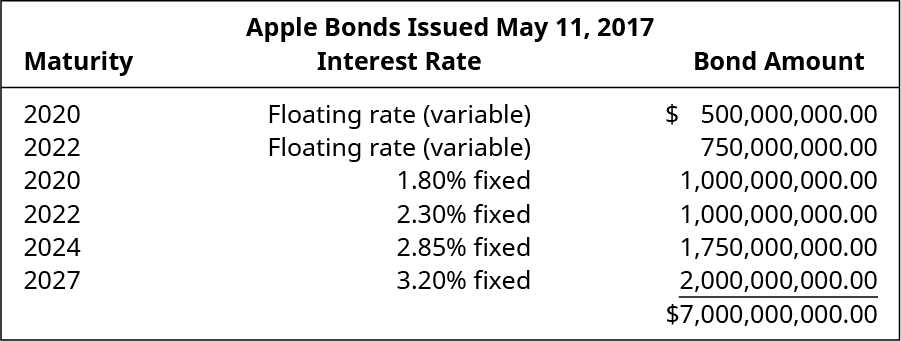 Apple Bonds Issued May 11, 2017
Maturity Interest Rate Bond Amount
2020 Floating rate (variable) $ 500,000,000.00
2022 Floating rate (variable) 750,000,000.00
2020 1.80% fixed 1,000,000,000.00
2022 2.30% fixed 1,000,000,000.00
2024 2.85% fixed 1,750,000,000.00
2027 3.20% fixed 2,000,000,000.00
$7,000,000,000.00